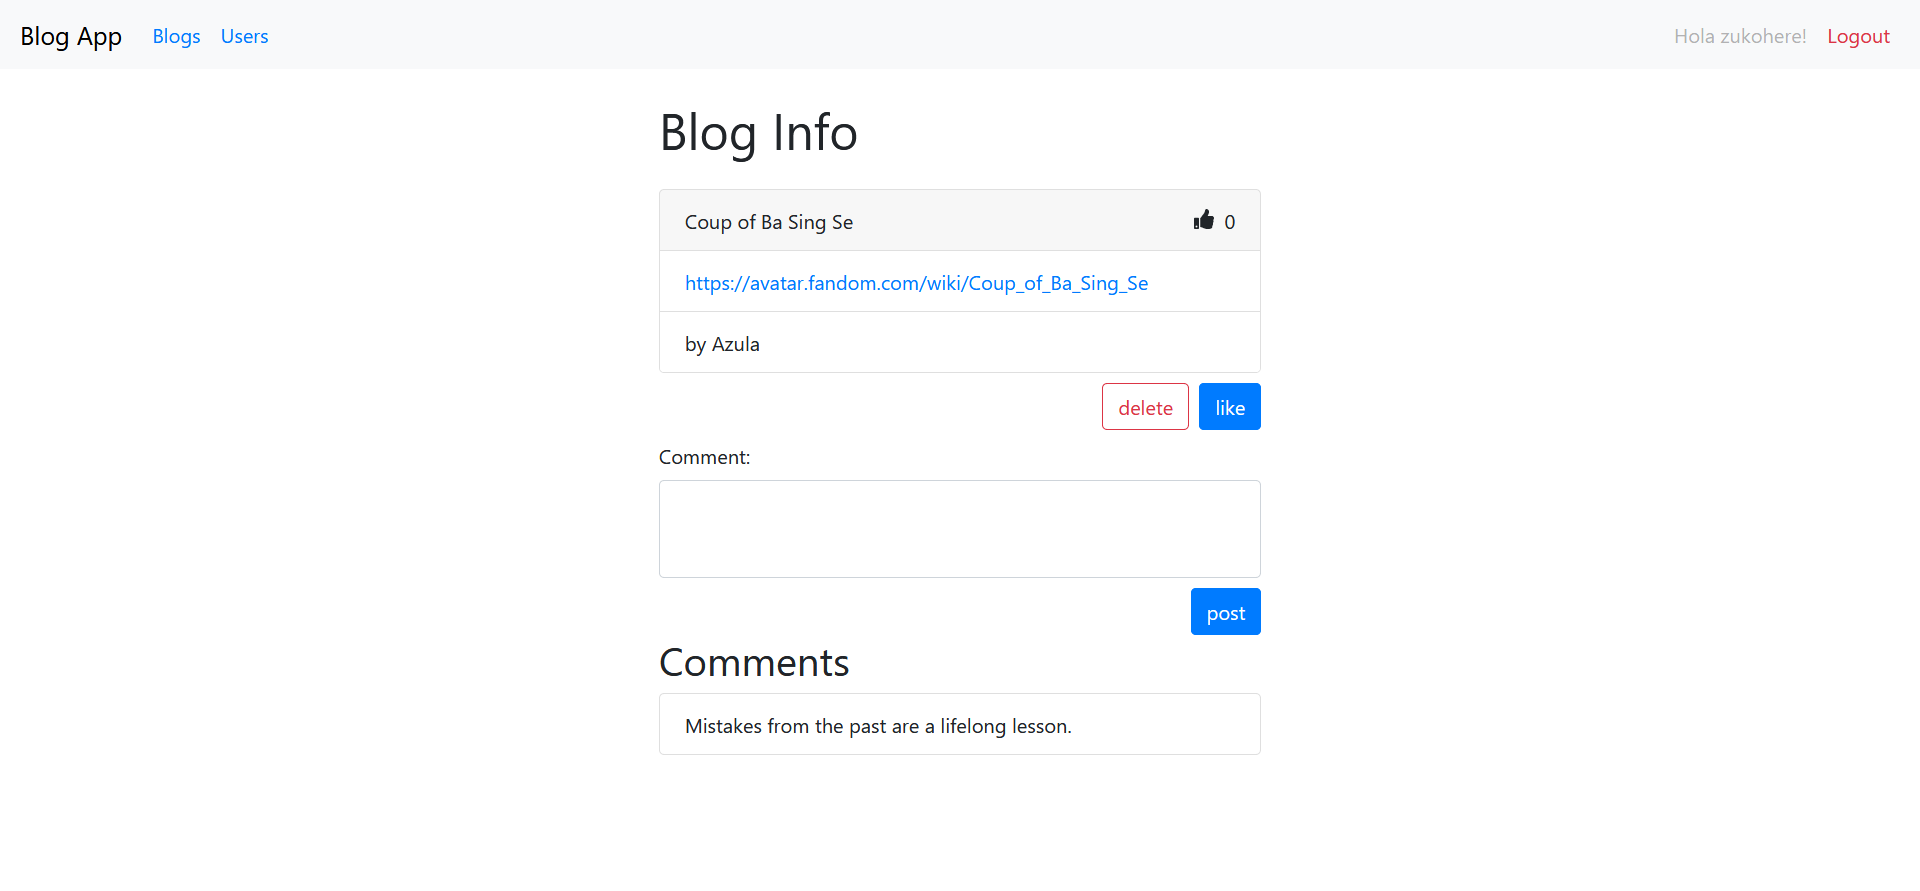 Blog App Blogs Users Hola zukohere! Logout
Blog Info
Coup of Ba Sing Se 0
https://avatar.fandom.com/wiki/Coup_of_Ba_Sing_Se
by Azula
delete like
Comment:
post
Comments
Mistakes from the past are a lifelong lesson.